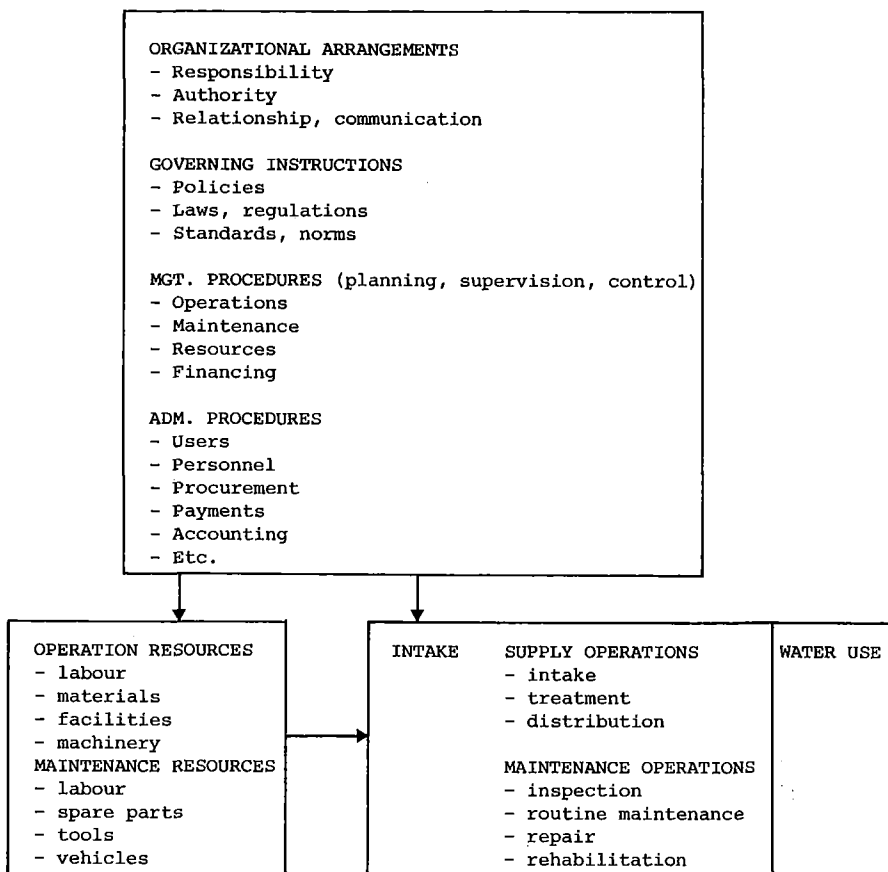 ORGANIZATIONAL ARRANGEMENTS
- Responsibility
- Authority
- Relationship, communication
GOVERNING INSTRUCTIONS
- Policies
- Laws, regulations
- Standards, norms
MGT. PROCEDURES (planning, supervision, control)
- Operations
- Maintenance
- Resources
- Financing
ADM. PROCEDURES
- Users
- Personnel
- Procurement
- Payments
- Accounting
- Etc.
OPERATION RESOURCES
- labour
- materials
- facilities
- machinery
MAINTENANCE RESOURCES
- labour
- spare parts
- tools
- vehicles
INTAKE
SUPPLY OPERATIONS
- intake
- treatment
- distribution
MAINTENANCE OPERATIONS
- inspection
- routine maintenance
- repair
- rehabilitation
WATER USE